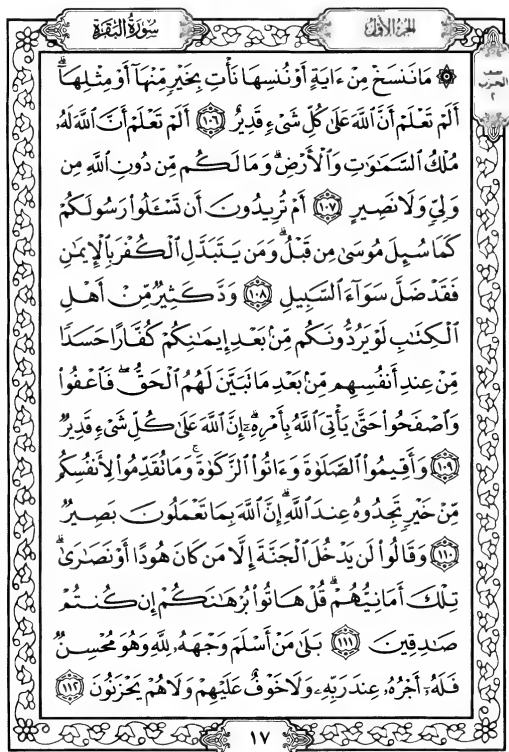 سورة البقرة
الجزء الأول
نصف
الحزب
٢
۞ مَا نَنسَخْ مِنْ ءَايَةٍ أَوْ نُنسِهَا نَأْتِ بِخَيْرٍ مِّنْهَآ أَوْ مِثْلِهَآ ۗ
أَلَمْ تَعْلَمْ أَنَّ ٱللَّهَ عَلَىٰ كُلِّ شَىْءٍ قَدِيرٌ ١٠٦ أَلَمْ تَعْلَمْ أَنَّ ٱللَّهَ لَهُۥ
مُلْكُ ٱلسَّمَٰوَٰتِ وَٱلْأَرْضِ ۗ وَمَا لَكُم مِّن دُونِ ٱللَّهِ مِن
وَلِىٍّ وَلَا نَصِيرٍ ١٠٧ أَمْ تُرِيدُونَ أَن تَسْـَٔلُوا۟ رَسُولَكُمْ
كَمَا سُئِلَ مُوسَىٰ مِن قَبْلُ ۗ وَمَن يَتَبَدَّلِ ٱلْكُفْرَ بِٱلْإِيمَٰنِ
فَقَدْ ضَلَّ سَوَآءَ ٱلسَّبِيلِ ١٠٨ وَدَّ كَثِيرٌ مِّنْ أَهْلِ
ٱلْكِتَٰبِ لَوْ يَرُدُّونَكُم مِّنۢ بَعْدِ إِيمَٰنِكُمْ كُفَّارًا حَسَدًا
مِّنْ عِندِ أَنفُسِهِم مِّنۢ بَعْدِ مَا تَبَيَّنَ لَهُمُ ٱلْحَقُّ ۖ فَٱعْفُوا۟
وَٱصْفَحُوا۟ حَتَّىٰ يَأْتِىَ ٱللَّهُ بِأَمْرِهِۦٓ ۗ إِنَّ ٱللَّهَ عَلَىٰ كُلِّ شَىْءٍ قَدِيرٌ
١٠٩ وَأَقِيمُوا۟ ٱلصَّلَوٰةَ وَءَاتُوا۟ ٱلزَّكَوٰةَ ۚ وَمَا تُقَدِّمُوا۟ لِأَنفُسِكُم
مِّنْ خَيْرٍ تَجِدُوهُ عِندَ ٱللَّهِ ۗ إِنَّ ٱللَّهَ بِمَا تَعْمَلُونَ بَصِيرٌ
١١٠ وَقَالُوا۟ لَن يَدْخُلَ ٱلْجَنَّةَ إِلَّا مَن كَانَ هُودًا أَوْ نَصَٰرَىٰ ۗ
تِلْكَ أَمَانِيُّهُمْ ۗ قُلْ هَاتُوا۟ بُرْهَٰنَكُمْ إِن كُنتُمْ
صَٰدِقِينَ ١١١ بَلَىٰ مَنْ أَسْلَمَ وَجْهَهُۥ لِلَّهِ وَهُوَ مُحْسِنٌ
فَلَهُۥٓ أَجْرُهُۥ عِندَ رَبِّهِۦ وَلَا خَوْفٌ عَلَيْهِمْ وَلَا هُمْ يَحْزَنُونَ ١١٢
١٧